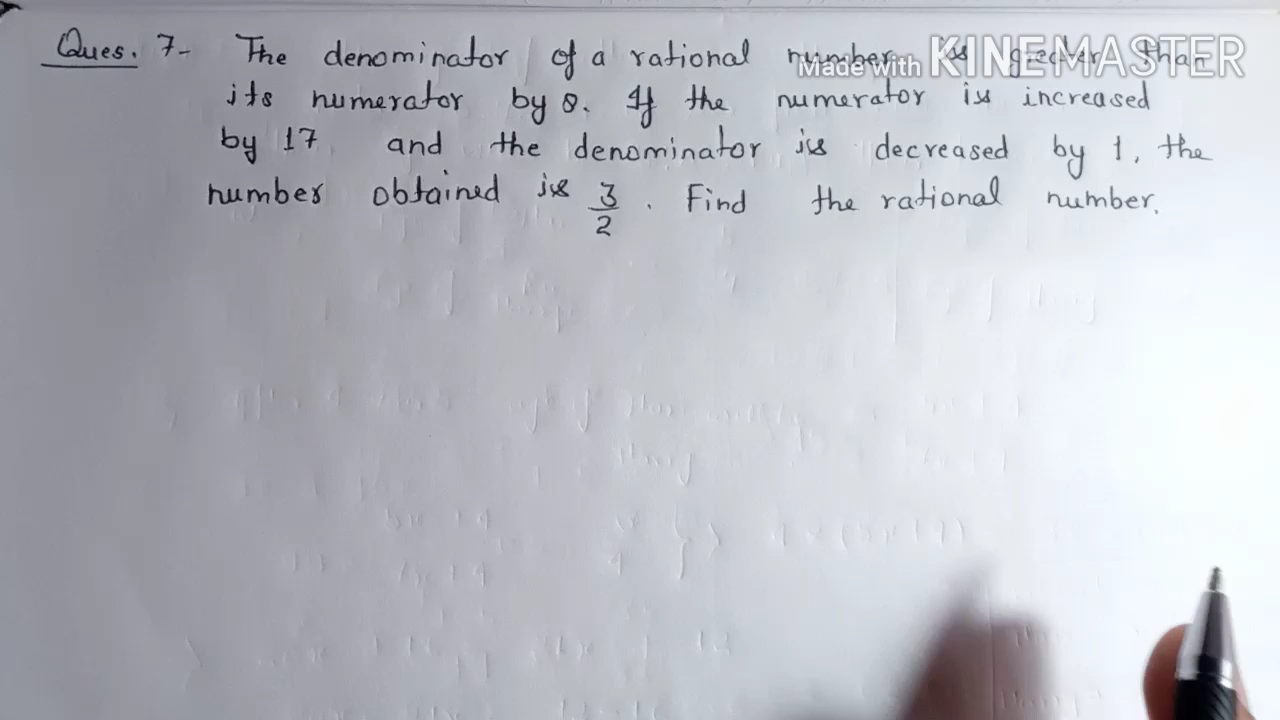 Ques. 7- The denominator of a rational number is greater than
Made with KINEMASTER
its numerator by 8. If the numerator is increased
by 17 and the denominator is decreased by 1, the
number obtained is 3/2. Find the rational number.